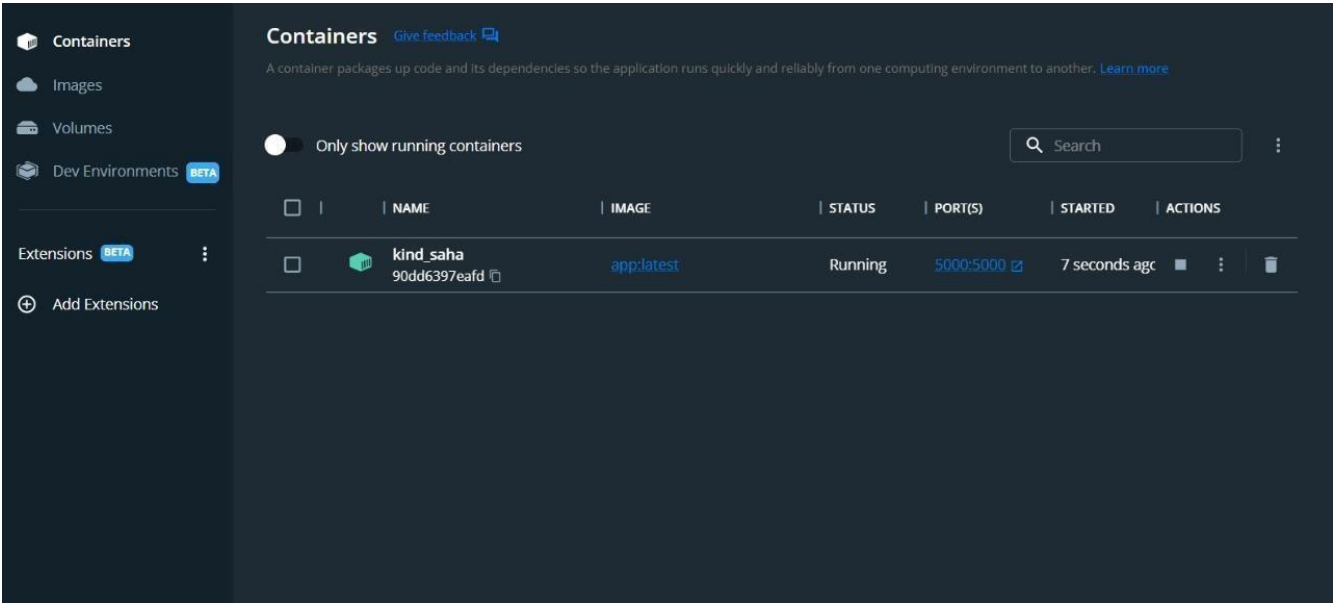 Containers
Images
Volumes
Dev Environments BETA
Extensions BETA
Add Extensions
Containers Give feedback
A container packages up code and its dependencies so the application runs quickly and reliably from one computing environment to another. Learn more
Only show running containers
Search
NAME IMAGE STATUS PORT(S) STARTED ACTIONS
kind_saha app:latest Running 5000:5000 7 seconds agc
90dd6397eafd